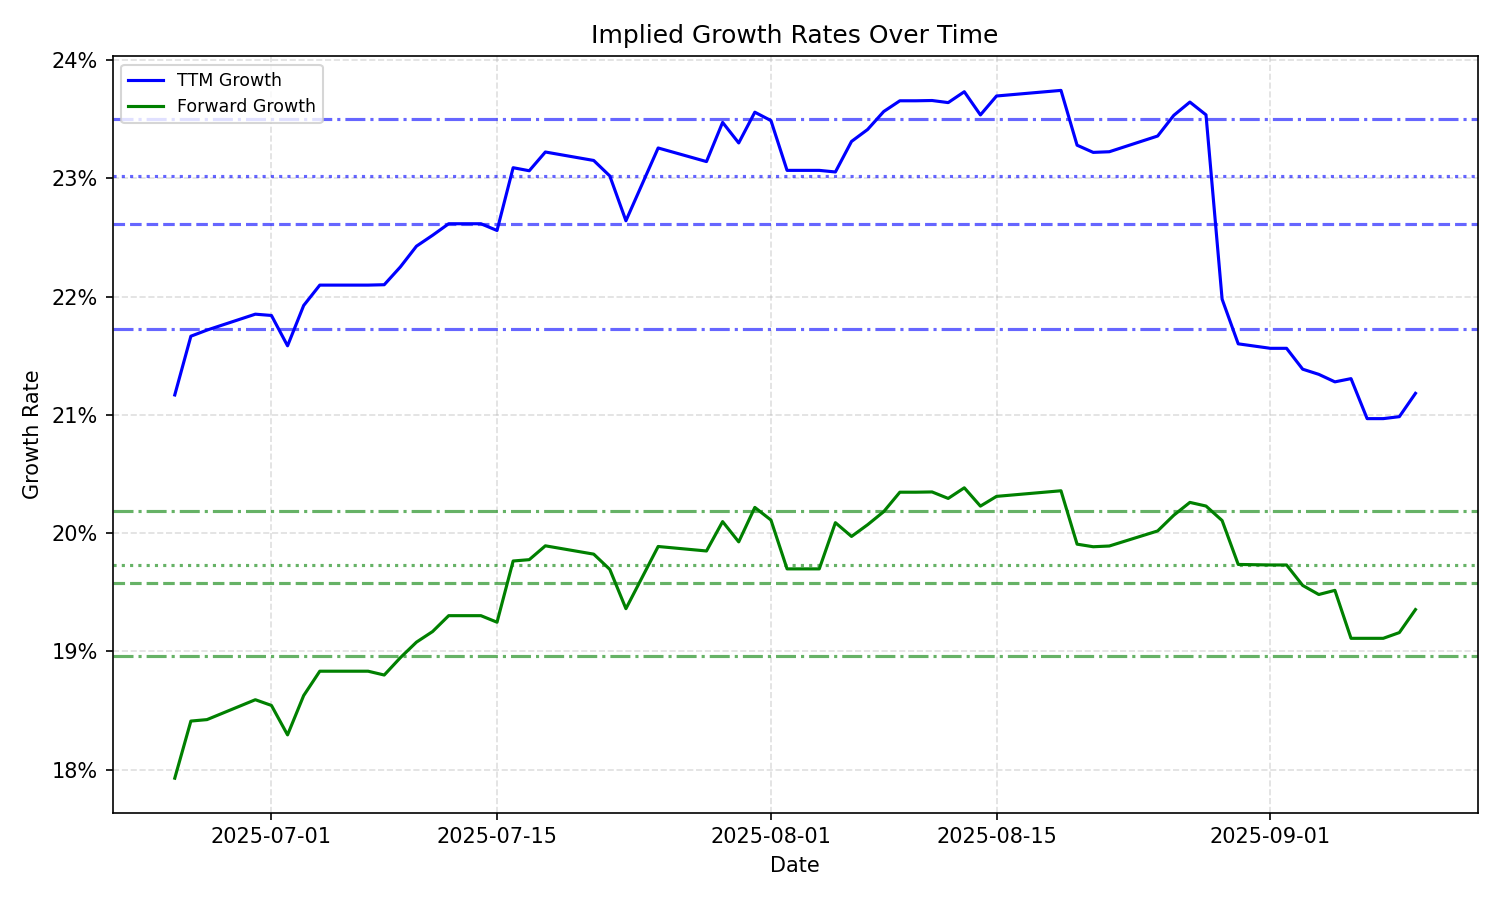 Implied Growth Rates Over Time
TTM Growth
Forward Growth
Growth Rate
24%
23%
22%
21%
20%
19%
18%
2025-07-01
2025-07-15
2025-08-01
2025-08-15
2025-09-01
Date